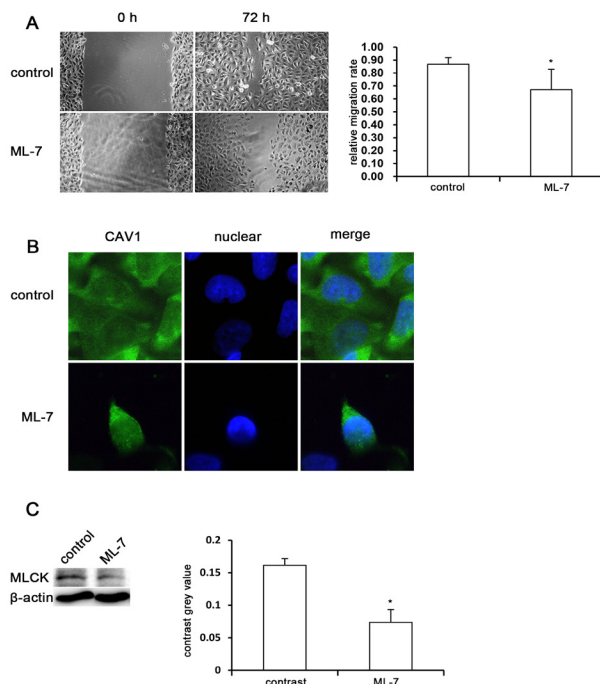 A
0 h
72 h
control
ML-7
relative migration rate
1.00
0.90
0.80
0.70
0.60
0.50
0.40
0.30
0.20
0.10
0.00
*
control
ML-7
B
CAV1
nuclear
merge
control
ML-7
C
control
ML-7
MLCK
β-actin
contrast grey value
0.2
0.15
0.1
0.05
0
*
contrast
ML-7